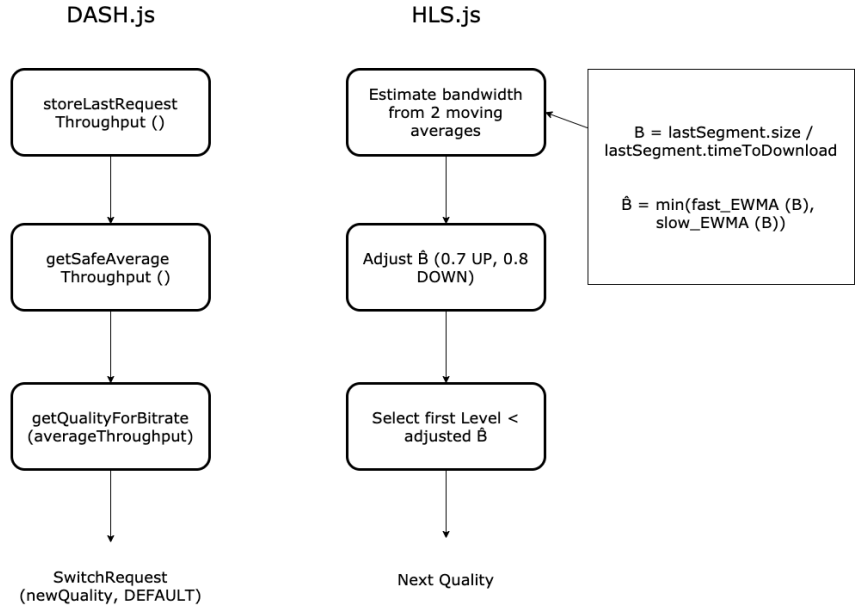 DASH.js
storeLastRequest
Throughput ()
getSafeAverage
Throughput ()
getQualityForBitrate
(averageThroughput)
SwitchRequest
(newQuality, DEFAULT)
HLS.js
Estimate bandwidth
from 2 moving
averages
Adjust B̂ (0.7 UP, 0.8
DOWN)
Select first Level <
adjusted B̂
Next Quality
B = lastSegment.size /
lastSegment.timeToDownload
B̂ = min(fast_EWMA (B),
slow_EWMA (B))